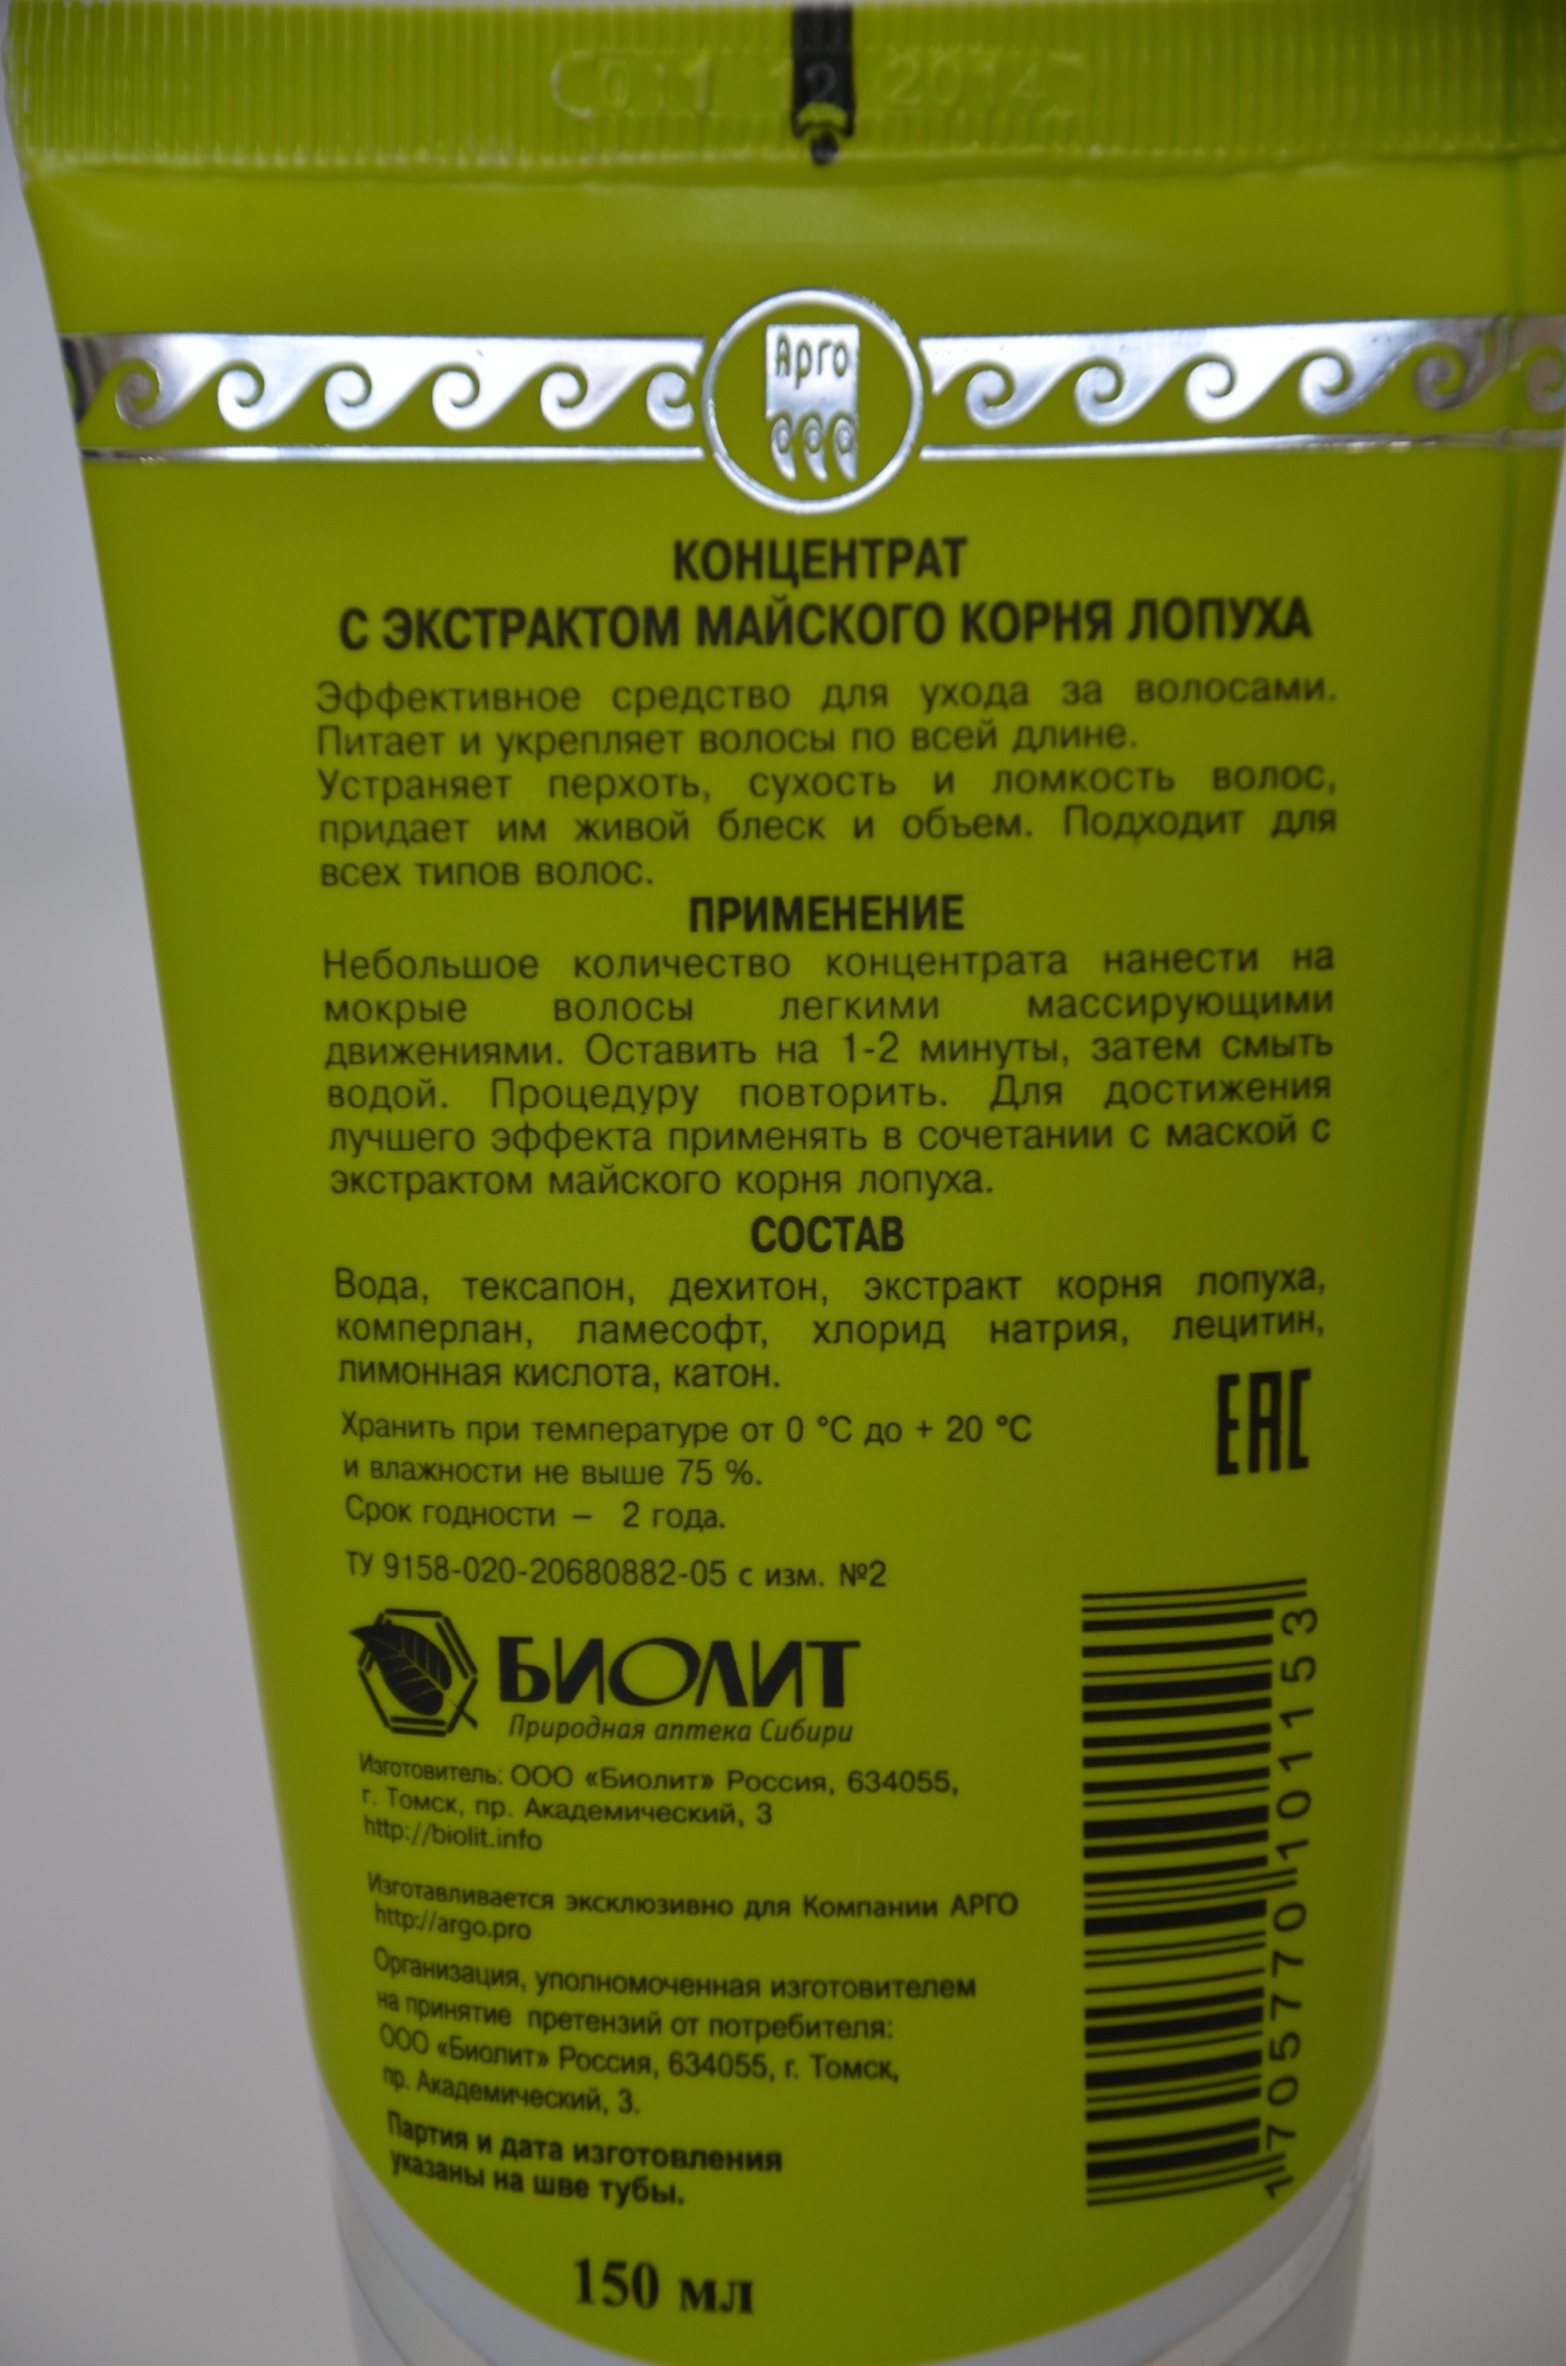 01 12 2014
Арго
КОНЦЕНТРАТ
С ЭКСТРАКТОМ МАЙСКОГО КОРНЯ ЛОПУХА
Эффективное средство для ухода за волосами.
Питает и укрепляет волосы по всей длине.
Устраняет перхоть, сухость и ломкость волос,
придает им живой блеск и объем. Подходит для
всех типов волос.
ПРИМЕНЕНИЕ
Небольшое количество концентрата нанести на
мокрые волосы легкими массирующими
движениями. Оставить на 1-2 минуты, затем смыть
водой. Процедуру повторить. Для достижения
лучшего эффекта применять в сочетании с маской с
экстрактом майского корня лопуха.
СОСТАВ
Вода, тексапон, дехитон, экстракт корня лопуха,
комперлан, ламесофт, хлорид натрия, лецитин,
лимонная кислота, катон.
Хранить при температуре от 0 °С до + 20 °С
и влажности не выше 75 %.
Срок годности – 2 года.
ЕАС
ТУ 9158-020-20680882-05 с изм. №2
БИОЛИТ
Природная аптека Сибири
Изготовитель: ООО «Биолит» Россия, 634055,
г. Томск, пр. Академический, 3
http://biolit.info
Изготавливается эксклюзивно для Компании АРГО
http://argo.pro
Организация, уполномоченная изготовителем
на принятие претензий от потребителя:
ООО «Биолит» Россия, 634055, г. Томск,
пр. Академический, 3.
Партия и дата изготовления
указаны на шве тубы.
1705770101153
150 мл